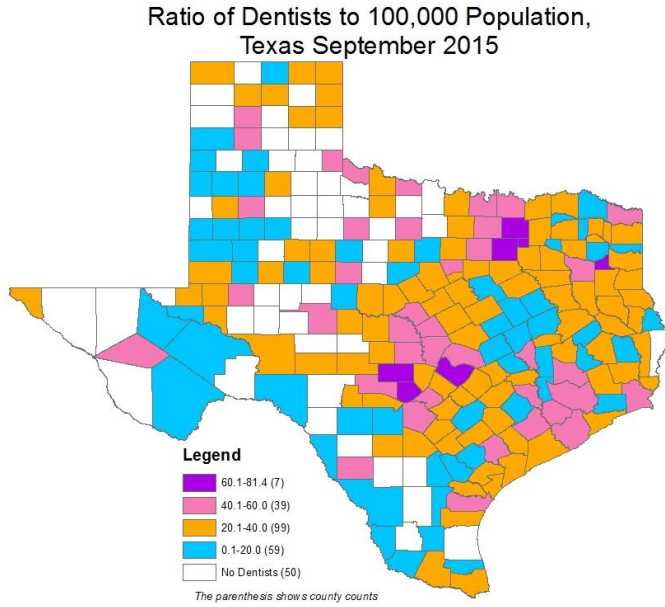 Ratio of Dentists to 100,000 Population,
Texas September 2015
Legend
60.1-81.4 (7)
40.1-60.0 (39)
20.1-40.0 (99)
0.1-20.0 (59)
No Dentists (50)
The parenthesis shows county counts